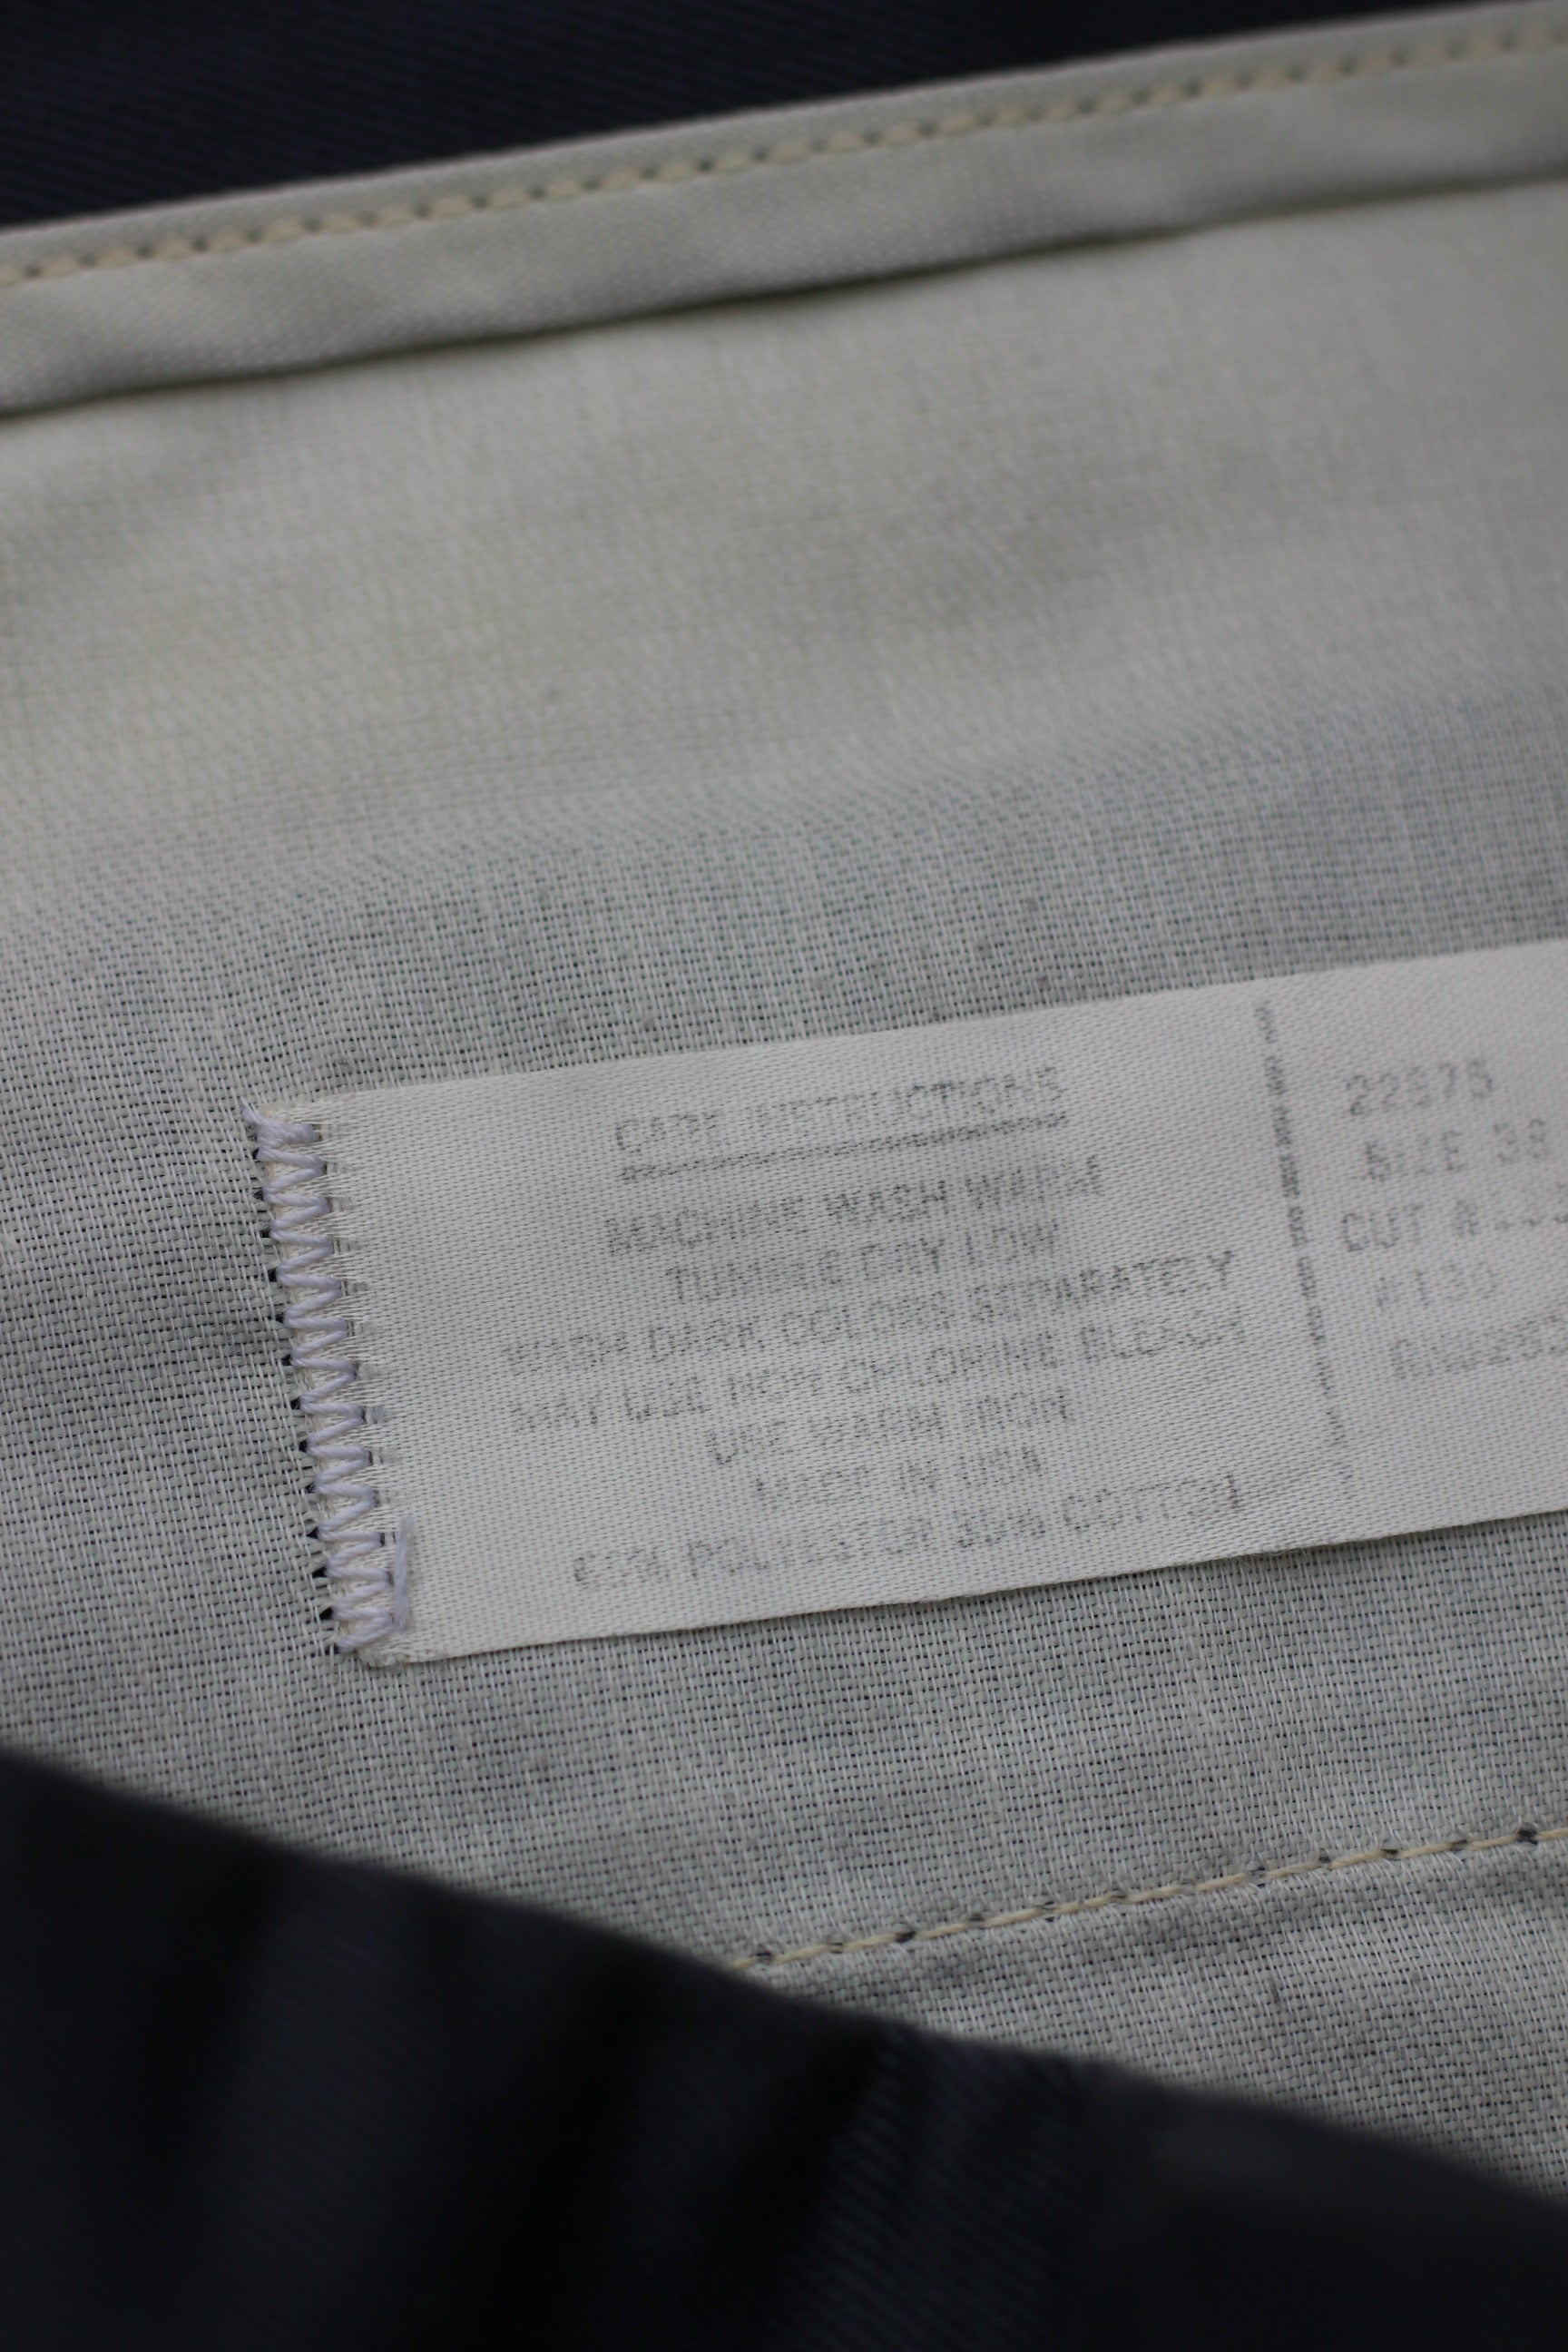 CARE INSTRUCTIONS
MACHINE WASH WARM
TUMBLE DRY LOW
WASH DARK COLORS SEPARATELY
MAY USE NON CHLORINE BLEACH
USE WARM IRON
MADE IN USA
POLYESTER COTTON
SIZE 38
CUT #